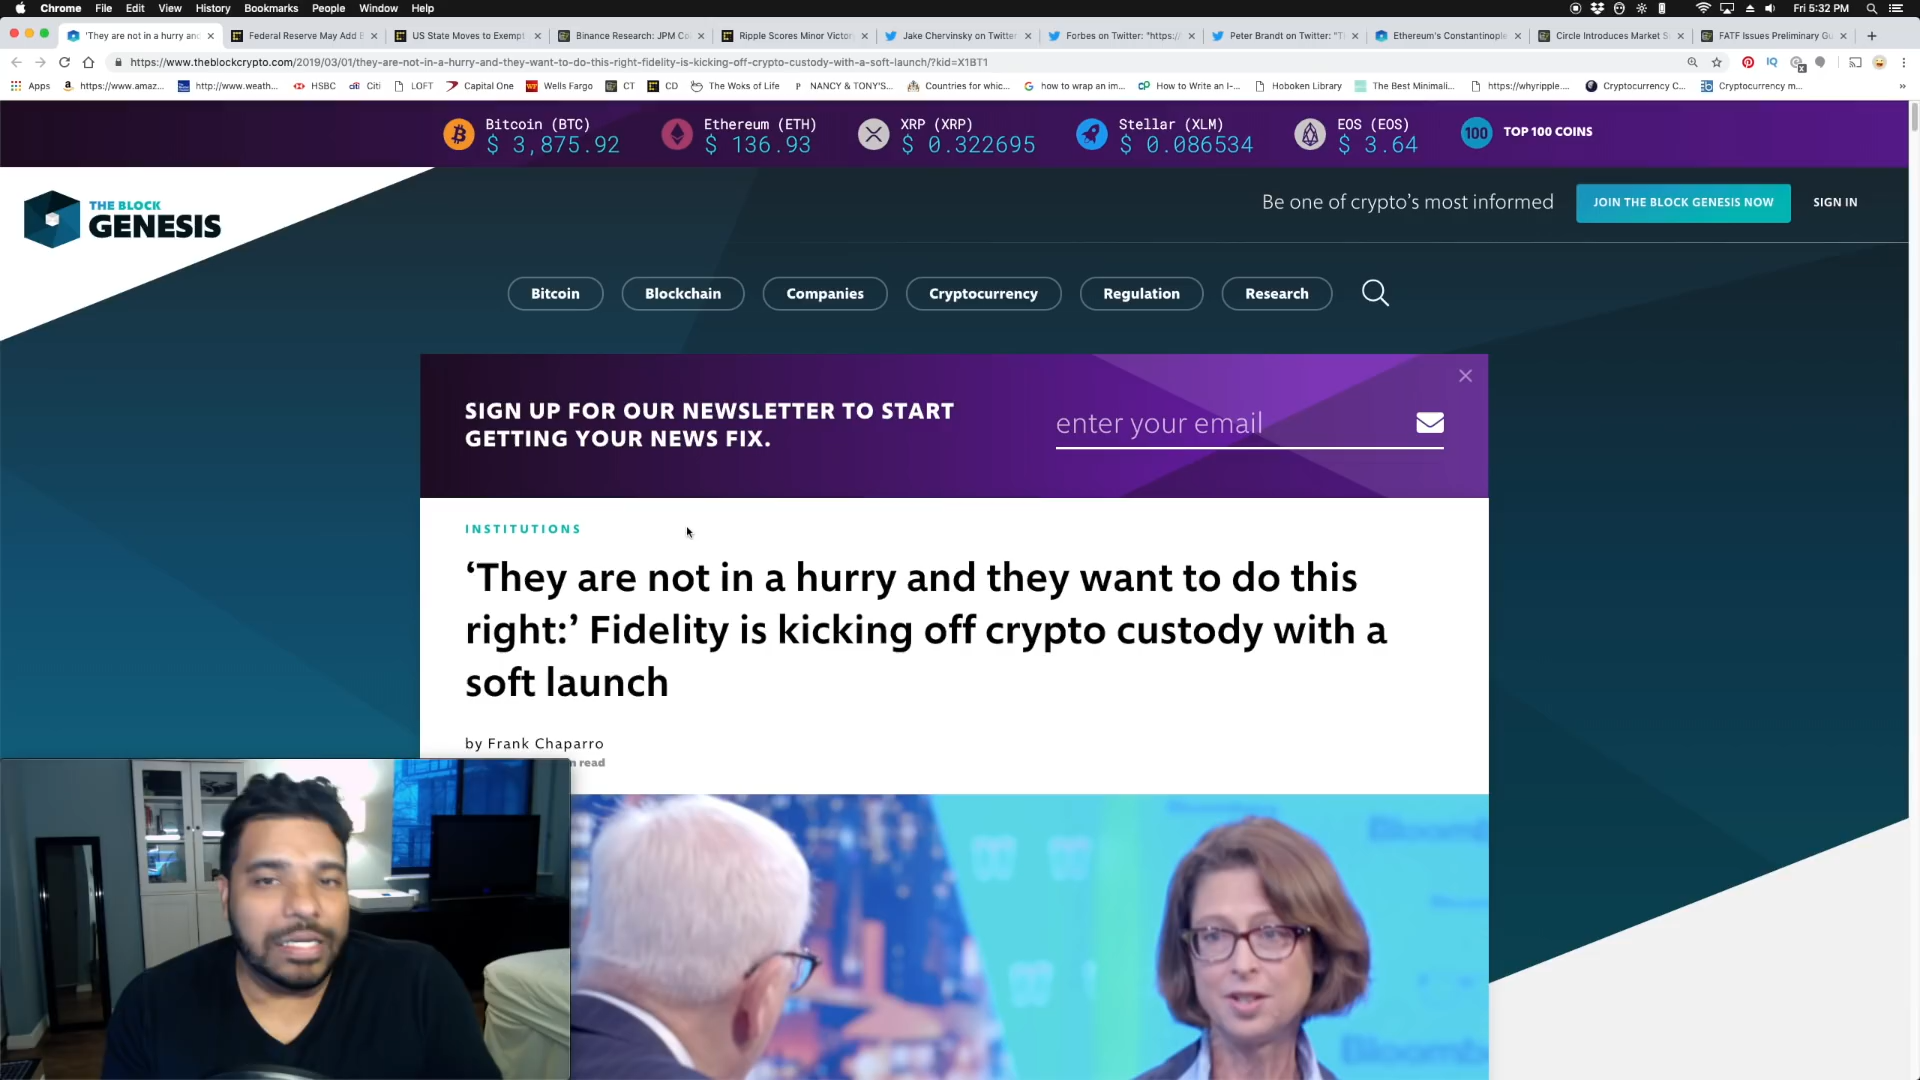 Chrome File Edit View History Bookmarks People Window Help Fri 5:32 PM
'They are not in a hurry and Federal Reserve May Add US State Moves to Exempt Binance Research: JPM Ripple Scores Minor Victor Jake Chervinsky on Twitter Forbes on Twitter: "https:/ Peter Brandt on Twitter: Ethereum's Constantinople Circle Introduces Market FATF Issues Preliminary
https://www.theblockcrypto.com/2019/03/01/they-are-not-in-a-hurry-and-they-want-to-do-this-right-fidelity-is-kicking-off-crypto-custody-with-a-soft-launch/?kid=X1BT1
Apps https://www.amaz... http://www.weath... HSBC Citi LOFT Capital One Wells Fargo CT CD The Woks of Life NANCY & TONY'S... Countries for whic... how to wrap an im... How to Write an I-... Hoboken Library The Best Minimali... https://whyripple.... Cryptocurrency C... Cryptocurrency m... »
Bitcoin (BTC) Ethereum (ETH) XRP (XRP) Stellar (XLM) EOS (EOS)
100 TOP 100 COINS
$ 3,875.92 $ 136.93 $ 0.322695 $ 0.086534 $ 3.64
THE BLOCK
GENESIS
Be one of crypto's most informed JOIN THE BLOCK GENESIS NOW SIGN IN
Bitcoin Blockchain Companies Cryptocurrency Regulation Research
SIGN UP FOR OUR NEWSLETTER TO START
GETTING YOUR NEWS FIX.
enter your email
INSTITUTIONS
‘They are not in a hurry and they want to do this
right:’ Fidelity is kicking off crypto custody with a
soft launch
by Frank Chaparro
read